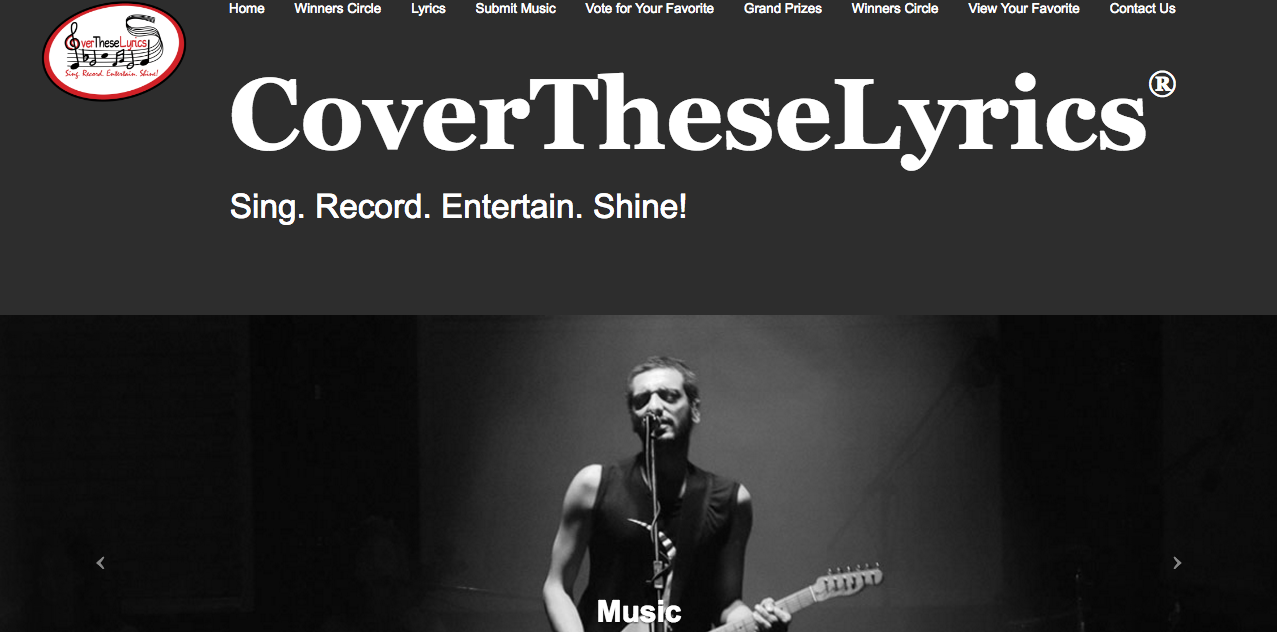 Home Winners Circle Lyrics Submit Music Vote for Your Favorite Grand Prizes Winners Circle View Your Favorite Contact Us
overTheseLyrics
Sing. Record. Entertain. Shine!
CoverTheseLyrics®
Sing. Record. Entertain. Shine!
Music